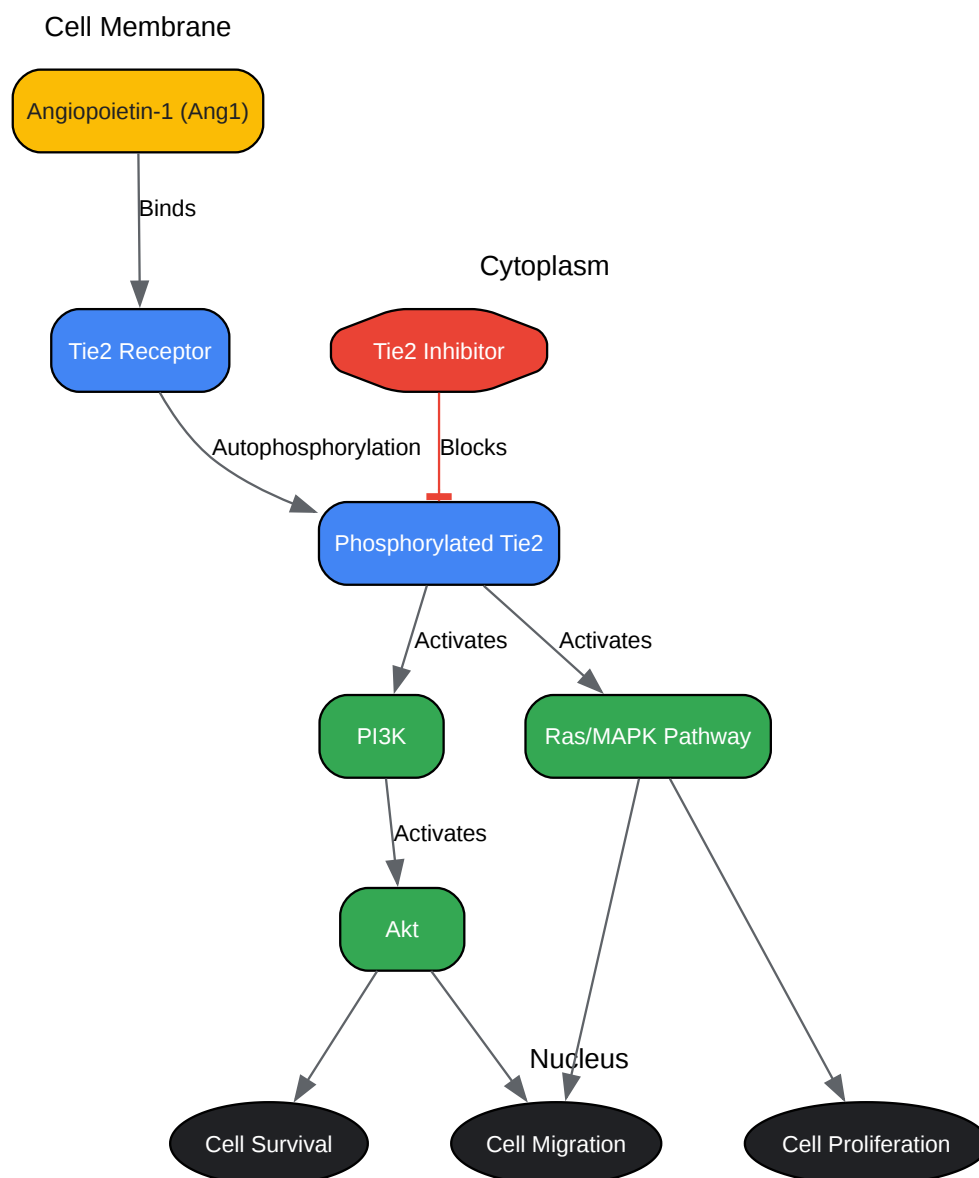 Cell Membrane
Angiopoietin-1 (Ang1)
Binds
Cytoplasm
Tie2 Receptor
Tie2 Inhibitor
Autophosphorylation
Blocks
Phosphorylated Tie2
Activates
Activates
PI3K
Ras/MAPK Pathway
Activates
Akt
Nucleus
Cell Survival
Cell Migration
Cell Proliferation